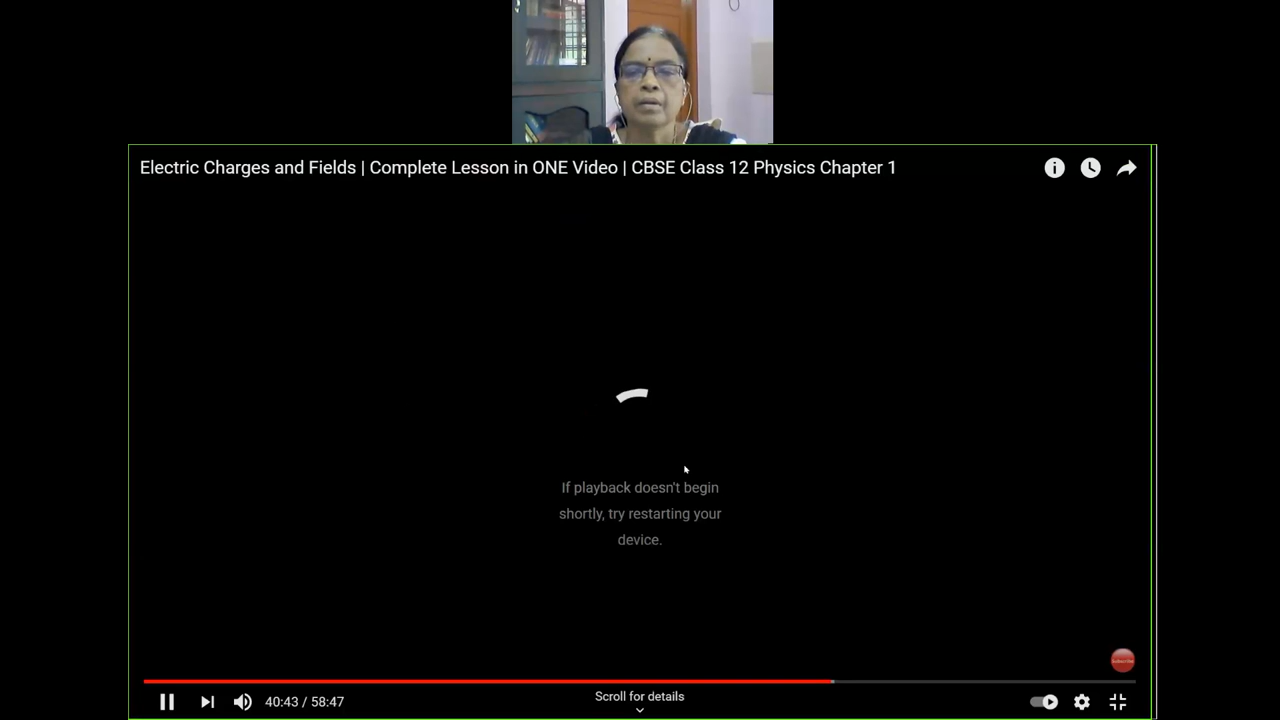 Electric Charges and Fields | Complete Lesson in ONE Video | CBSE Class 12 Physics Chapter 1
If playback doesn't begin
shortly, try restarting your
device.
Subscribe
40:43 / 58:47
Scroll for details